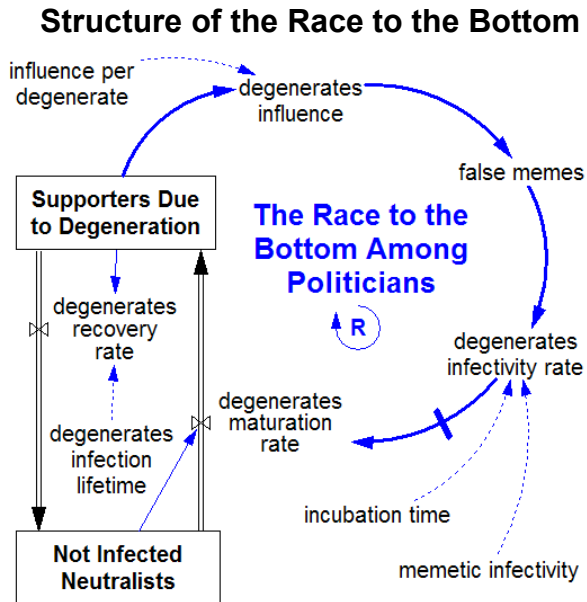 Structure of the Race to the Bottom
influence per
degenerate
degenerates
influence
false memes
Supporters Due
to Degeneration
The Race to the
Bottom Among
Politicians
R
degenerates
recovery
rate
degenerates
infectivity rate
degenerates
maturation
rate
degenerates
infection
lifetime
incubation time
Not Infected
Neutralists
memetic infectivity